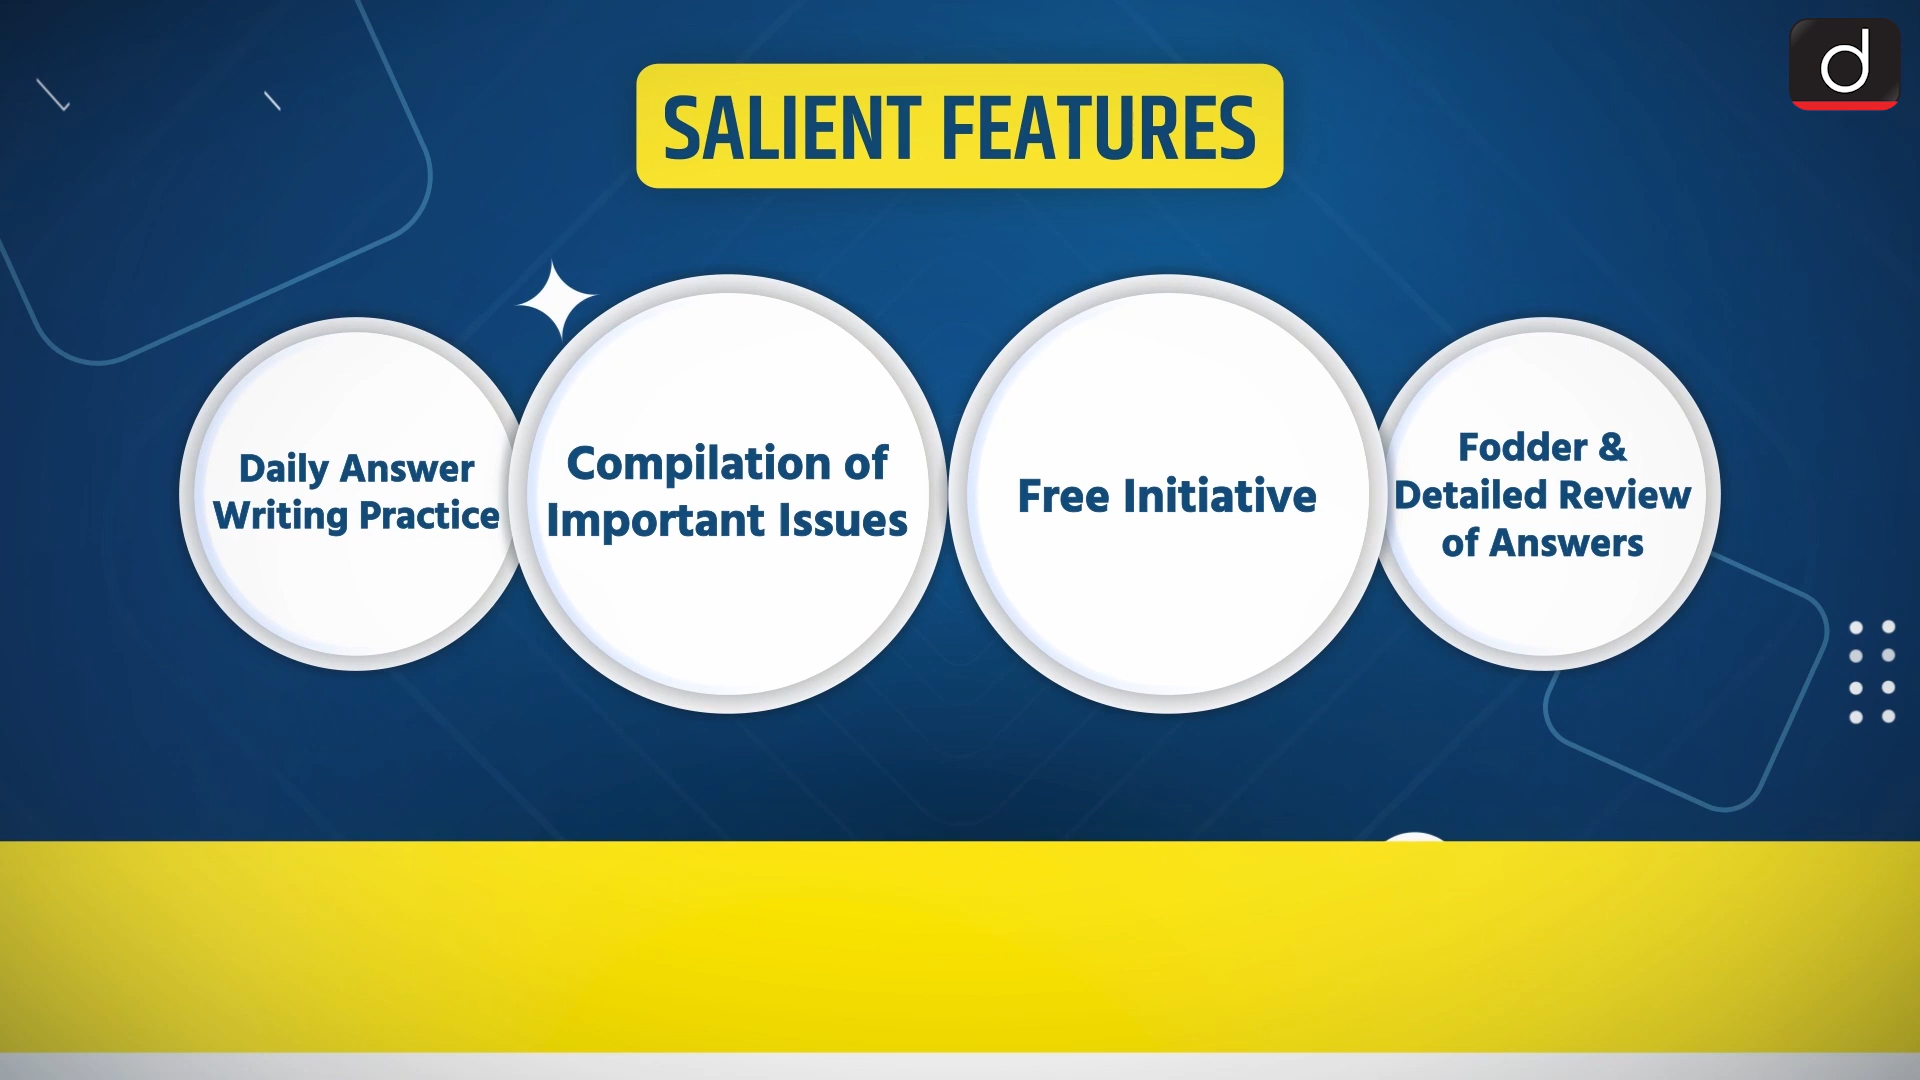 SALIENT FEATURES
d
Daily Answer
Writing Practice
Compilation of
Important Issues
Free Initiative
Fodder &
Detailed Review
of Answers